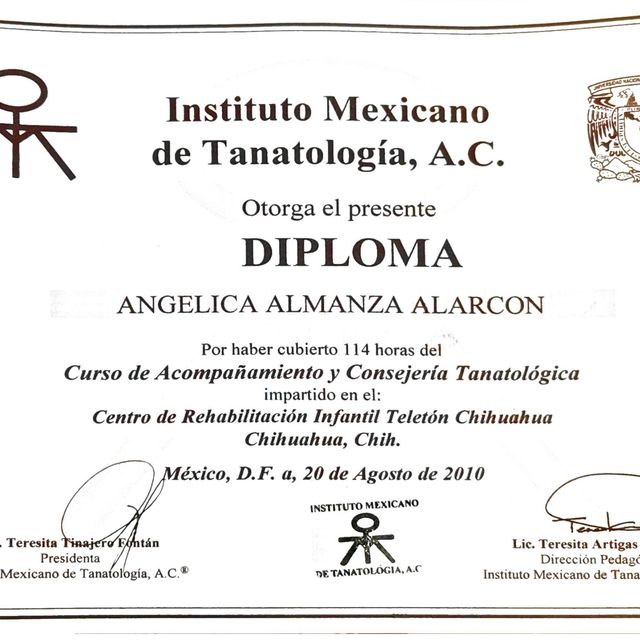 Instituto Mexicano
de Tanatología, A.C.
Otorga el presente
DIPLOMA
ANGELICA ALMANZA ALARCON
Por haber cubierto 114 horas del
Curso de Acompañamiento y Consejería Tanatológica
impartido en el:
Centro de Rehabilitación Infantil Teletón Chihuahua
Chihuahua, Chih.
México, D.F. a, 20 de Agosto de 2010
. Teresita Tinajero Fontán
Presidenta
Mexicano de Tanatología, A.C.®
INSTITUTO MEXICANO
DE TANATOLOGIA, A.C
Lic. Teresita Artigas
Dirección Pedagó
Instituto Mexicano de Tana